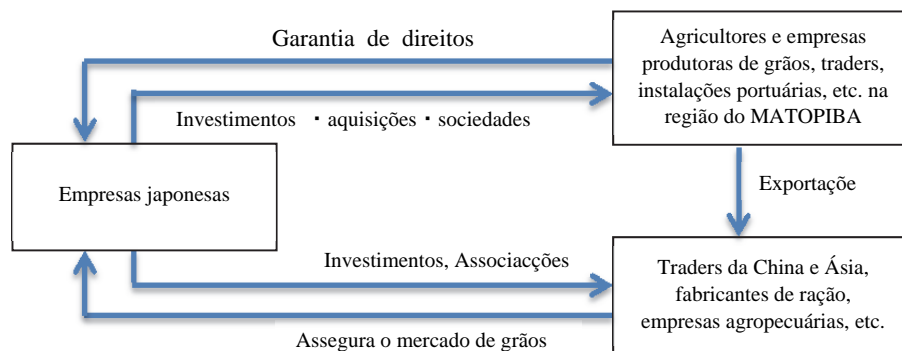 Garantia de direitos
Agricultores e empresas
produtoras de grãos, traders,
instalações portuárias, etc. na
região do MATOPIBA
Investimentos ・aquisições・sociedades
Empresas japonesas
Exportaçõe
Investimentos, Associacções
Traders da China e Ásia,
fabricantes de ração,
empresas agropecuárias, etc.
Assegura o mercado de grãos